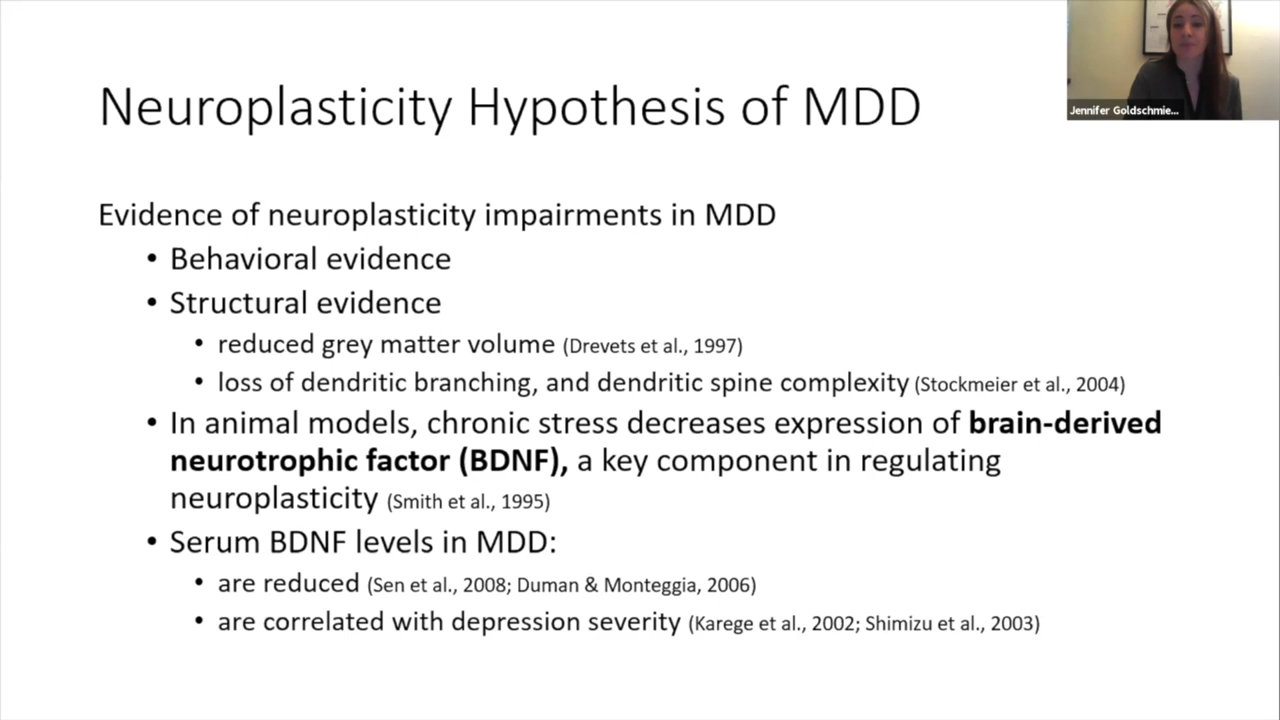 Neuroplasticity Hypothesis of MDD
Jennifer Goldschmie...
Evidence of neuroplasticity impairments in MDD
• Behavioral evidence
• Structural evidence
• reduced grey matter volume (Drevets et al., 1997)
• loss of dendritic branching, and dendritic spine complexity (Stockmeier et al., 2004)
• In animal models, chronic stress decreases expression of brain-derived
neurotrophic factor (BDNF), a key component in regulating
neuroplasticity (Smith et al., 1995)
• Serum BDNF levels in MDD:
• are reduced (Sen et al., 2008; Duman & Monteggia, 2006)
• are correlated with depression severity (Karege et al., 2002; Shimizu et al., 2003)